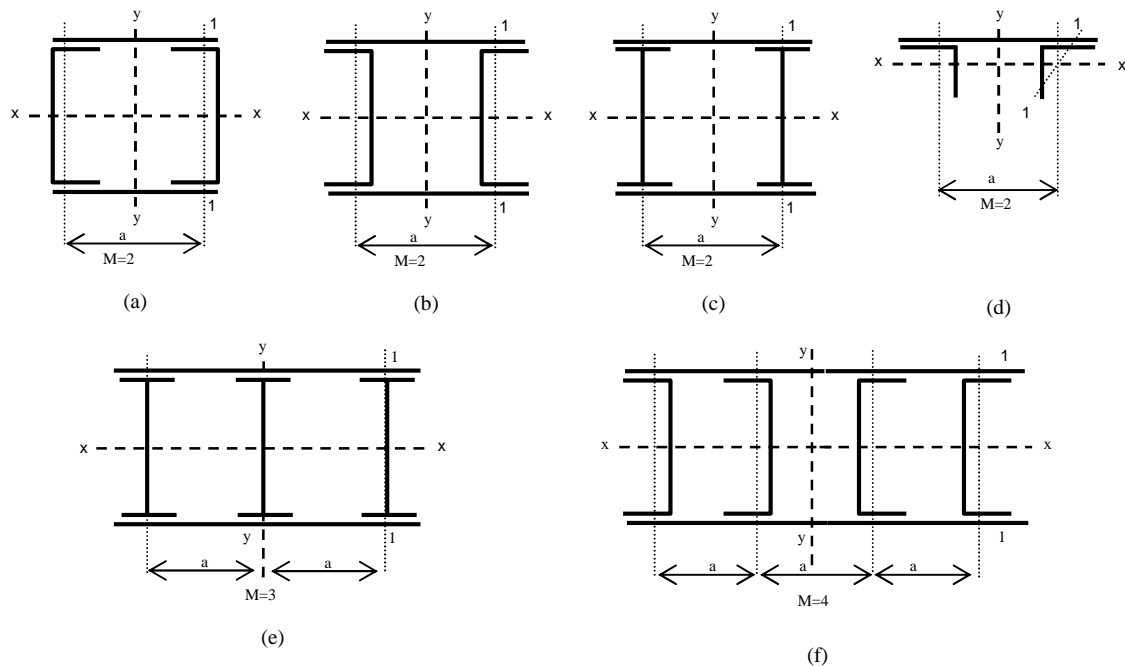 y 1
x x
y 1
a
M=2
(a)
y 1
x x
y 1
a
M=2
(b)
y 1
x x
y 1
a
M=2
(c)
y 1
x x
1
y
a
M=2
(d)
y 1
x x
y 1
a a
M=3
(e)
y 1
x x
y 1
a a a
M=4
(f)